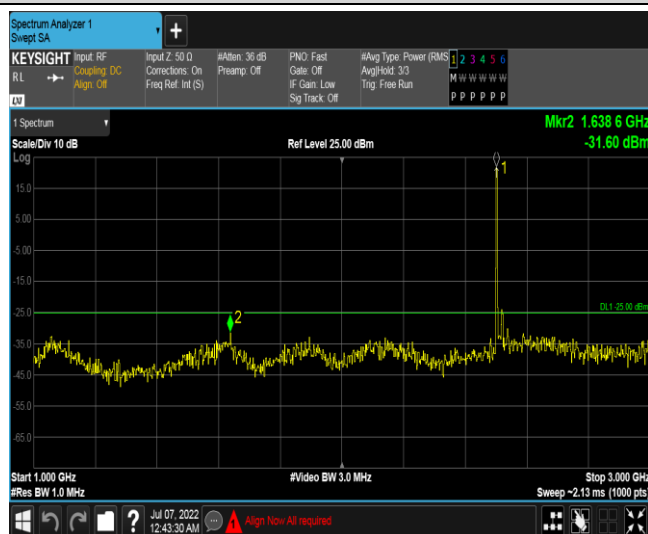 Spectrum Analyzer 1
Swept SA
+
KEYSIGHT Input: RF Input Z: 50 Ω #Atten: 36 dB PNO: Fast #Avg Type: Power (RMS 1 2 3 4 5 6
RL Coupling: DC Corrections: On Preamp: Off Gate: Off Avg|Hold: 3/3 M W W W W W
Align: Off Freq Ref: Int (S) IF Gain: Low Trig: Free Run
Sig Track: Off P P P P P P
LXI
1 Spectrum Mkr2 1.638 6 GHz
Scale/Div 10 dB Ref Level 25.00 dBm -31.60 dBm
Log
1
15.0
5.00
-5.00
-15.0
-25.0 DL1 -25.00 dBm
2
-35.0
-45.0
-55.0
-65.0
Start 1.000 GHz #Video BW 3.0 MHz Stop 3.000 GHz
#Res BW 1.0 MHz Sweep ~2.13 ms (1000 pts)
? Jul 07, 2022
12:43:30 AM
Align Now All required